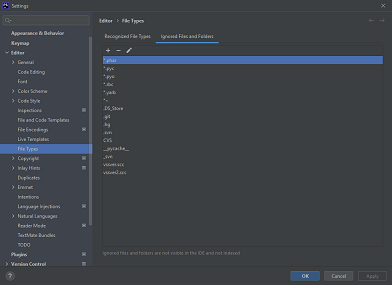 Settings
Appearance & Behavior
Keymap
Editor
General
Code Editing
Font
Color Scheme
Code Style
Inspections
File and Code Templates
File Encodings
Live Templates
File Types
Copyright
Inlay Hints
Duplicates
Emmet
Intentions
Language Injections
Natural Languages
Reader Mode
TextMate Bundles
TODO
Plugins
Version Control
Editor › File Types
Recognized File Types Ignored Files and Folders
*.pyc
*.pyo
*.rbc
*.yarb
*~
.DS_Store
.git
.hg
.svn
CVS
__pycache__
_svn
vssver.scc
vssver2.scc
Ignored files and folders are not visible in the IDE and not indexed
? OK Cancel Apply